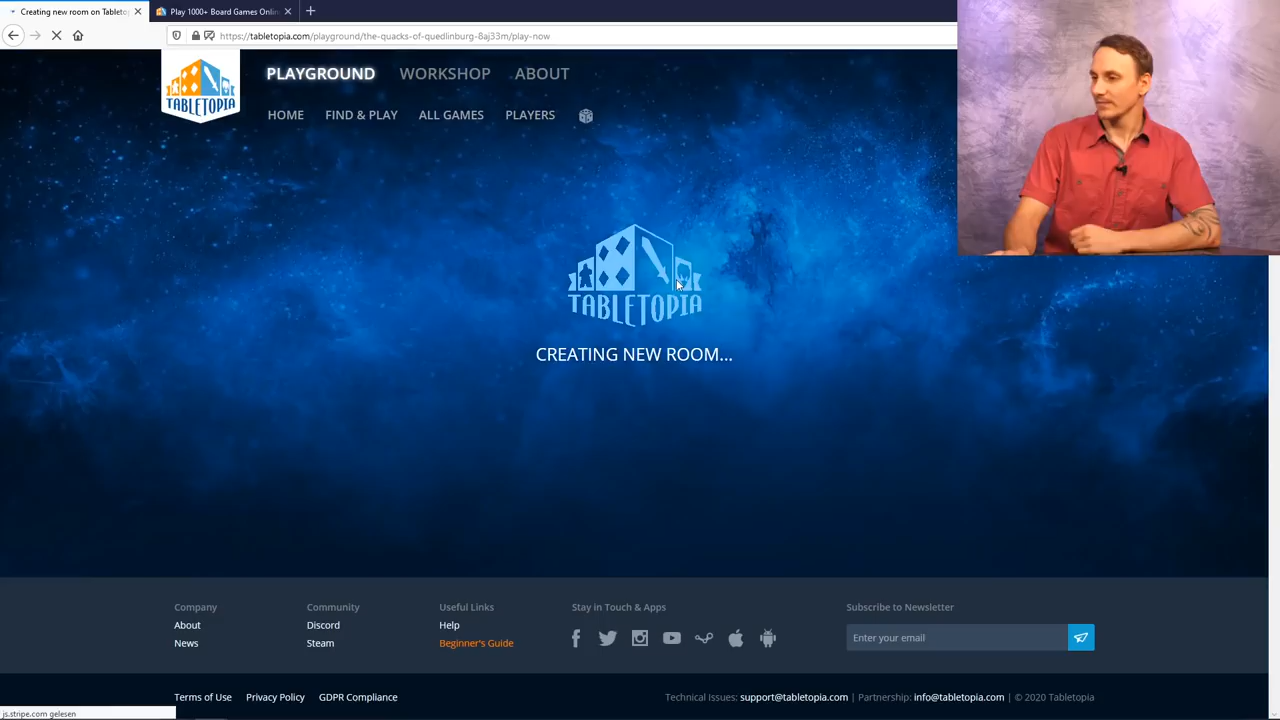 Creating new room on Tableto
Play 1000+ Board Games Onlin
https://tabletopia.com/playground/the-quacks-of-quedlinburg-8aj33m/play-now
TABLETOPIA
PLAYGROUND WORKSHOP ABOUT
HOME FIND & PLAY ALL GAMES PLAYERS
TABLETOPIA
CREATING NEW ROOM...
Company
About
News
Community
Discord
Steam
Useful Links
Help
Beginner's Guide
Stay in Touch & Apps
Subscribe to Newsletter
Enter your email
Terms of Use Privacy Policy GDPR Compliance
Technical Issues: support@tabletopia.com | Partnership: info@tabletopia.com | © 2020 Tabletopia
js.stripe.com gelesen